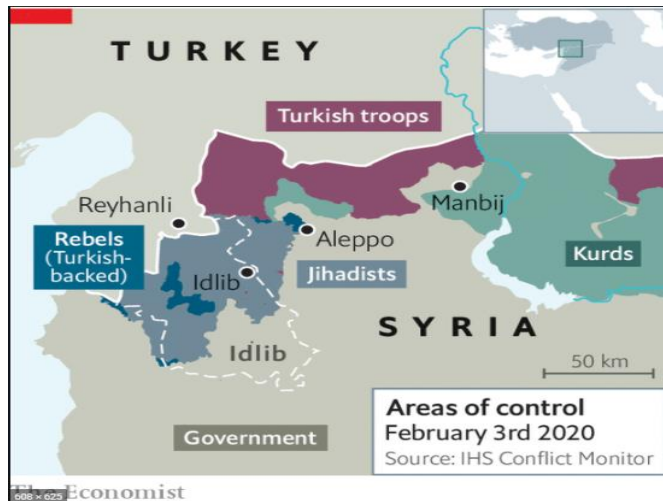 TURKEY
Turkish troops
Reyhanli
Manbij
Rebels
(Turkish-
backed)
Aleppo
Kurds
Idlib
Jihadists
SYRIA
Idlib
50 km
Government
Areas of control
February 3rd 2020
Source: IHS Conflict Monitor
The Economist
608 × 625